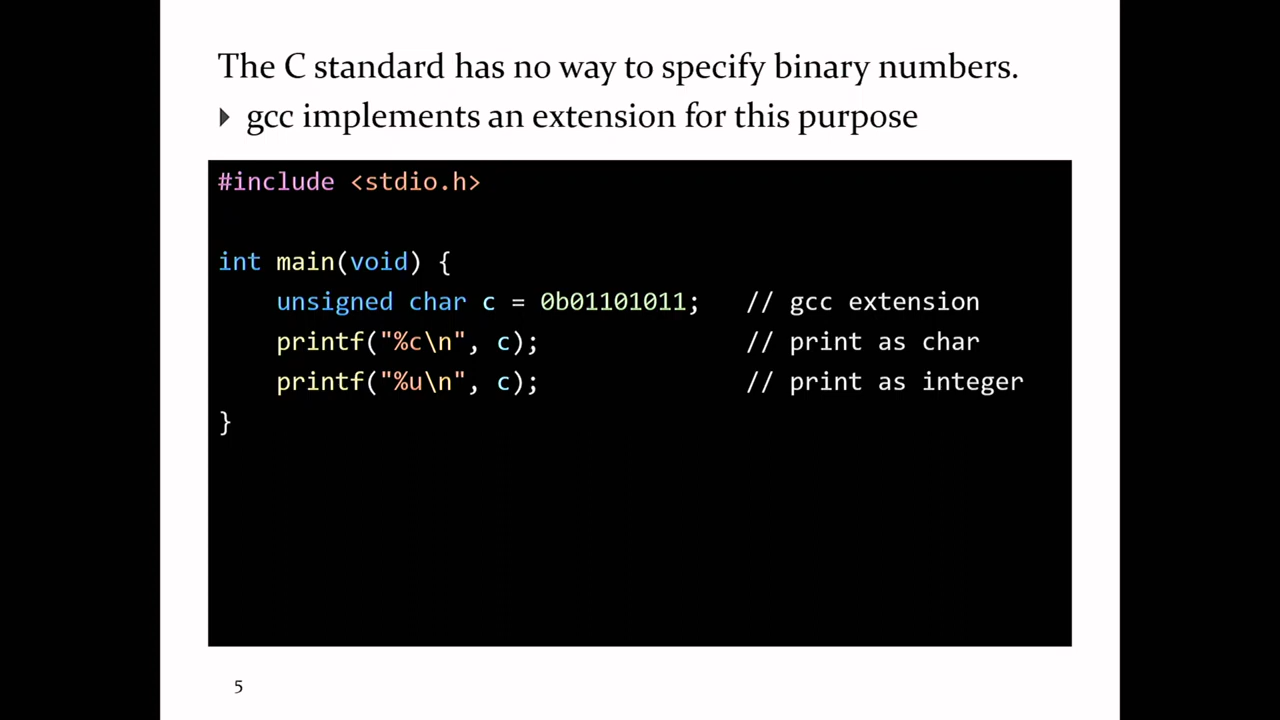 The C standard has no way to specify binary numbers.
gcc implements an extension for this purpose
#include <stdio.h>
int main(void) {
unsigned char c = 0b01101011;   // gcc extension
printf("%c\n", c);              // print as char
printf("%u\n", c);              // print as integer
}
5